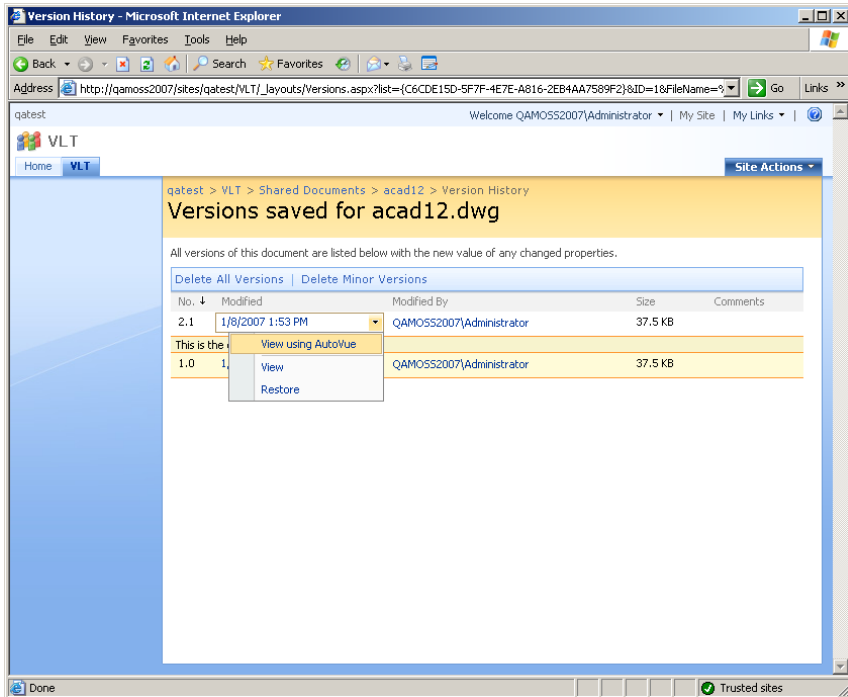 Version History - Microsoft Internet Explorer
File Edit View Favorites Tools Help
Back Search Favorites
Address http://qamoss2007/sites/qatest/VLT/_layouts/Versions.aspx?list={C6CDE15D-5F7F-4E7E-A816-2EB4AA7589F2}&ID=1&FileName=% Go Links »
qatest Welcome QAMOSS2007\Administrator | My Site | My Links |
VLT
Home VLT Site Actions
qatest > VLT > Shared Documents > acad12 > Version History
Versions saved for acad12.dwg
All versions of this document are listed below with the new value of any changed properties.
Delete All Versions | Delete Minor Versions
No. ↓ Modified Modified By Size Comments
2.1 1/8/2007 1:53 PM QAMOSS2007\Administrator 37.5 KB
This is the
View using AutoVue
1.0 QAMOSS2007\Administrator 37.5 KB
View
Restore
Done Trusted sites